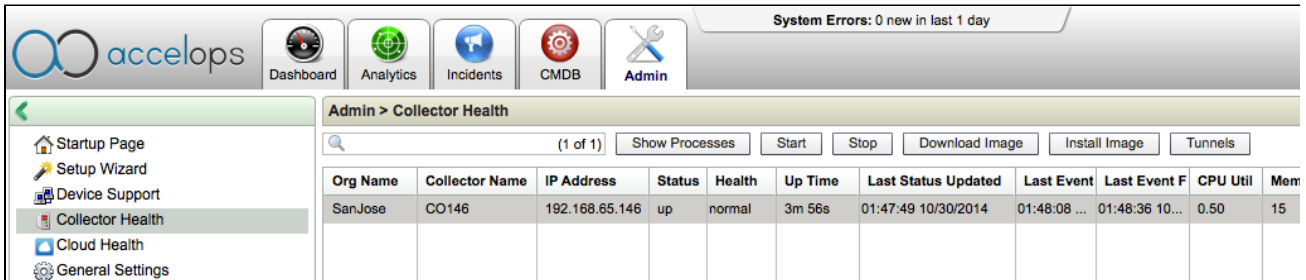 System Errors: 0 new in last 1 day
accelops
Dashboard Analytics Incidents CMDB Admin
Admin > Collector Health
Startup Page
Setup Wizard
Device Support
Collector Health
Cloud Health
General Settings
(1 of 1) Show Processes Start Stop Download Image Install Image Tunnels
Org Name Collector Name IP Address Status Health Up Time Last Status Updated Last Event Last Event F CPU Util Mem
SanJose CO146 192.168.65.146 up normal 3m 56s 01:47:49 10/30/2014 01:48:08 ... 01:48:36 10... 0.50 15